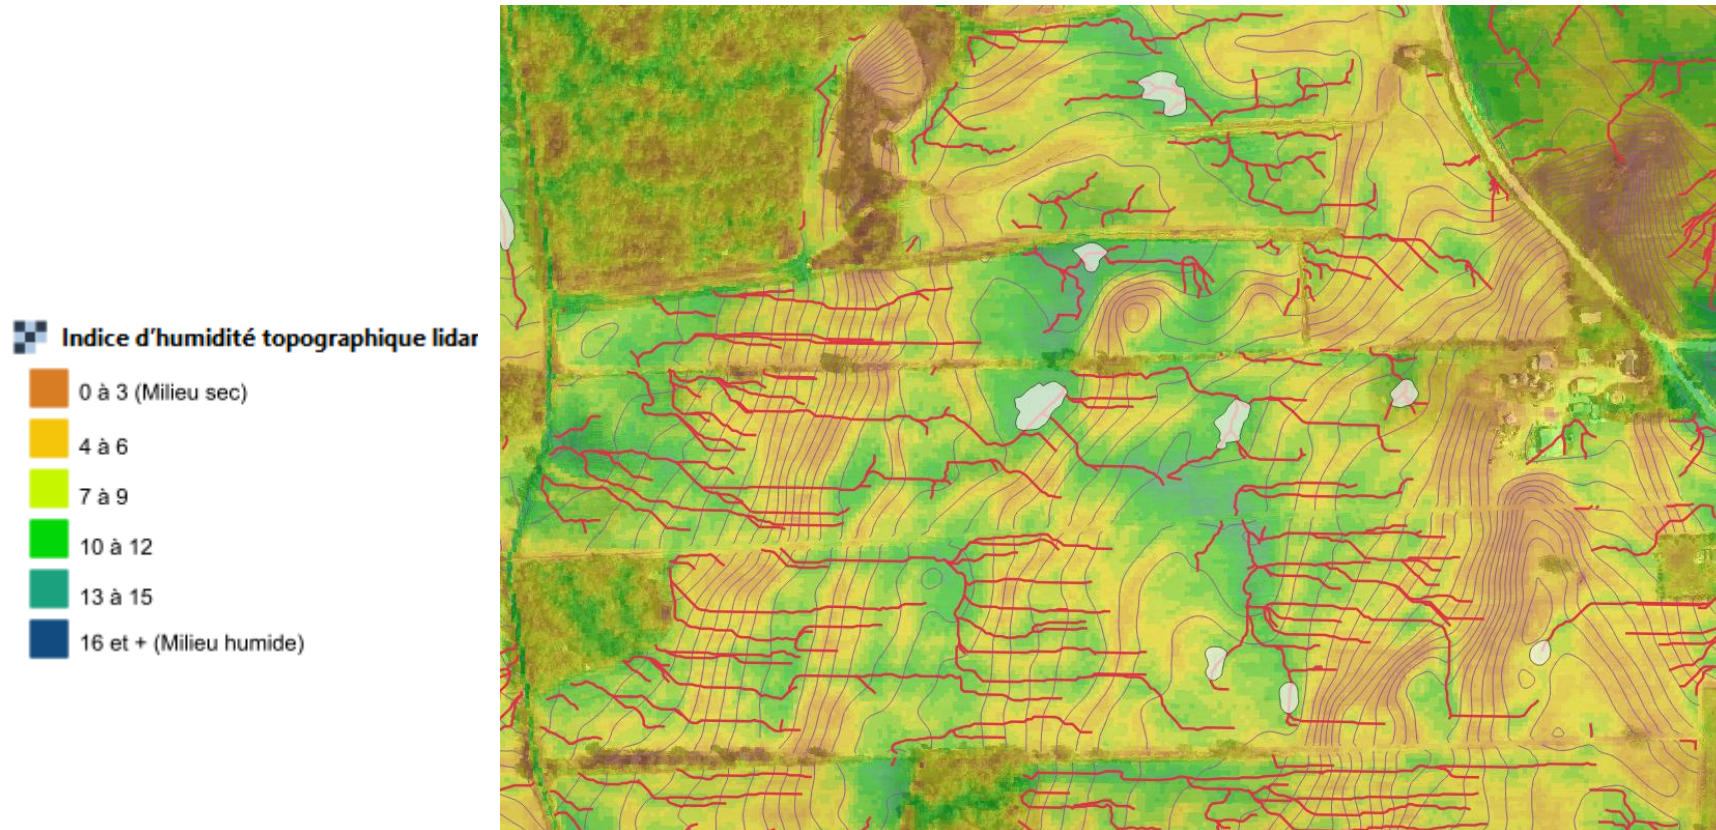 Indice d'humidité topographique lidar
0 à 3 (Milieu sec)
4 à 6
7 à 9
10 à 12
13 à 15
16 et + (Milieu humide)